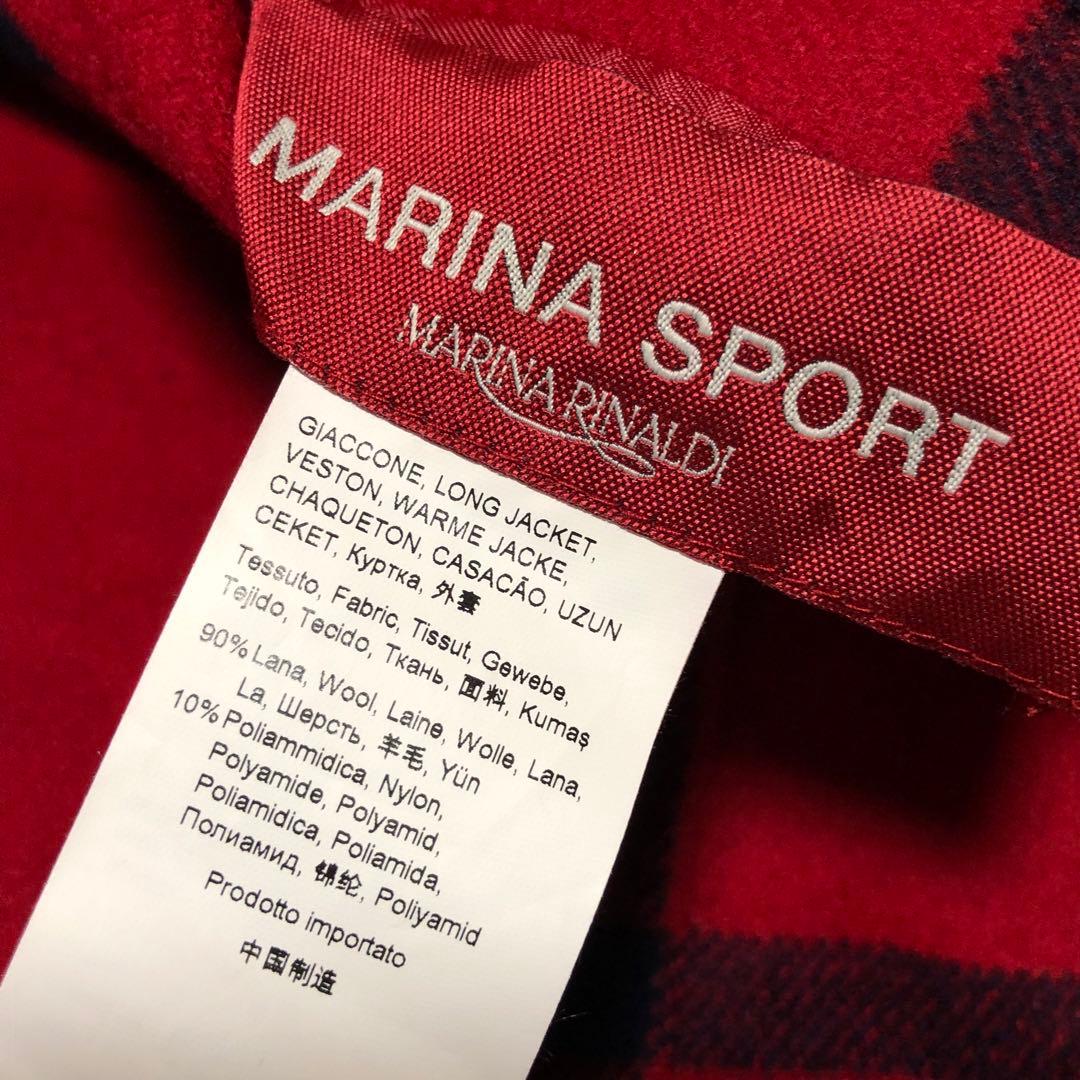 MARINA SPORT
MARINA RINALDI
GIACCONE, LONG JACKET,
VESTON, WARME JACKE,
CHAQUETON, CASACÃO, UZUN
CEKET, Куртка, 外套
Tessuto, Fabric, Tissut, Gewebe,
Tejido, Tecido, Ткань, 面料, Kumaş
90% Lana, Wool, Laine, Wolle, Lana,
La, Шерсть, 羊毛, Yün
10% Poliammidica, Nylon,
Polyamide, Polyamid,
Poliamidica, Poliamida,
Полиамид, 锦纶, Poliyamid
Prodotto importato
中国制造